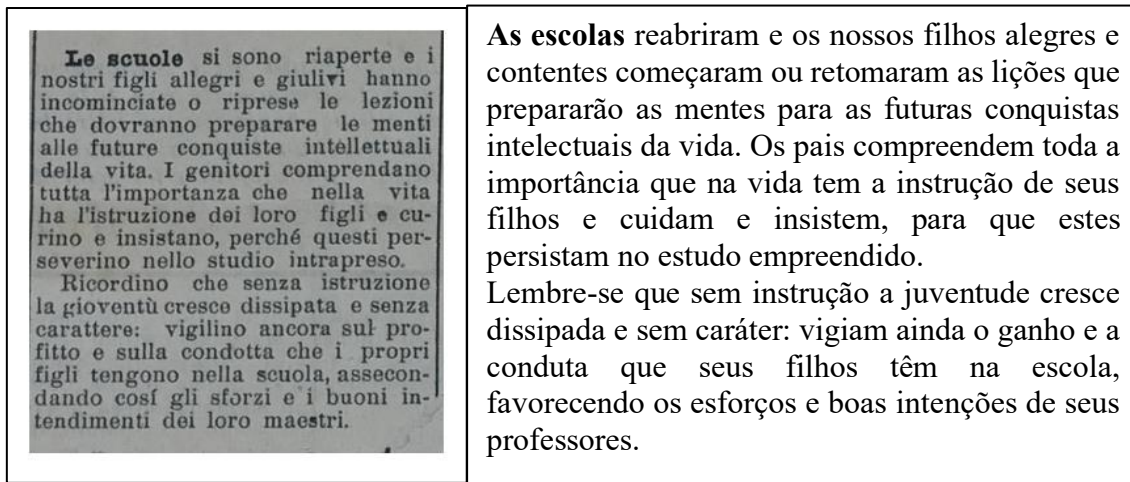 Le scuole si sono riaperte e i
nostri figli allegri e giulivi hanno
incominciate o riprese le lezioni
che dovranno preparare le menti
alle future conquiste intellettuali
della vita. I genitori comprendano
tutta l'importanza che nella vita
ha l'istruzione dei loro figli e cu-
rino e insistano, perché questi per-
severino nello studio intrapreso.
Ricordino che senza istruzione
la gioventù cresce dissipata e senza
carattere: vigilino ancora sul pro-
fitto e sulla condotta che i propri
figli tengono nella scuola, assecon-
dando cosí gli sforzi e i buoni in-
tendimenti dei loro maestri.
As escolas reabriram e os nossos filhos alegres e
contentes começaram ou retomaram as lições que
prepararão as mentes para as futuras conquistas
intelectuais da vida. Os pais compreendem toda a
importância que na vida tem a instrução de seus
filhos e cuidam e insistem, para que estes
persistam no estudo empreendido.
Lembre-se que sem instrução a juventude cresce
dissipada e sem caráter: vigiam ainda o ganho e a
conduta que seus filhos têm na escola,
favorecendo os esforços e boas intenções de seus
professores.